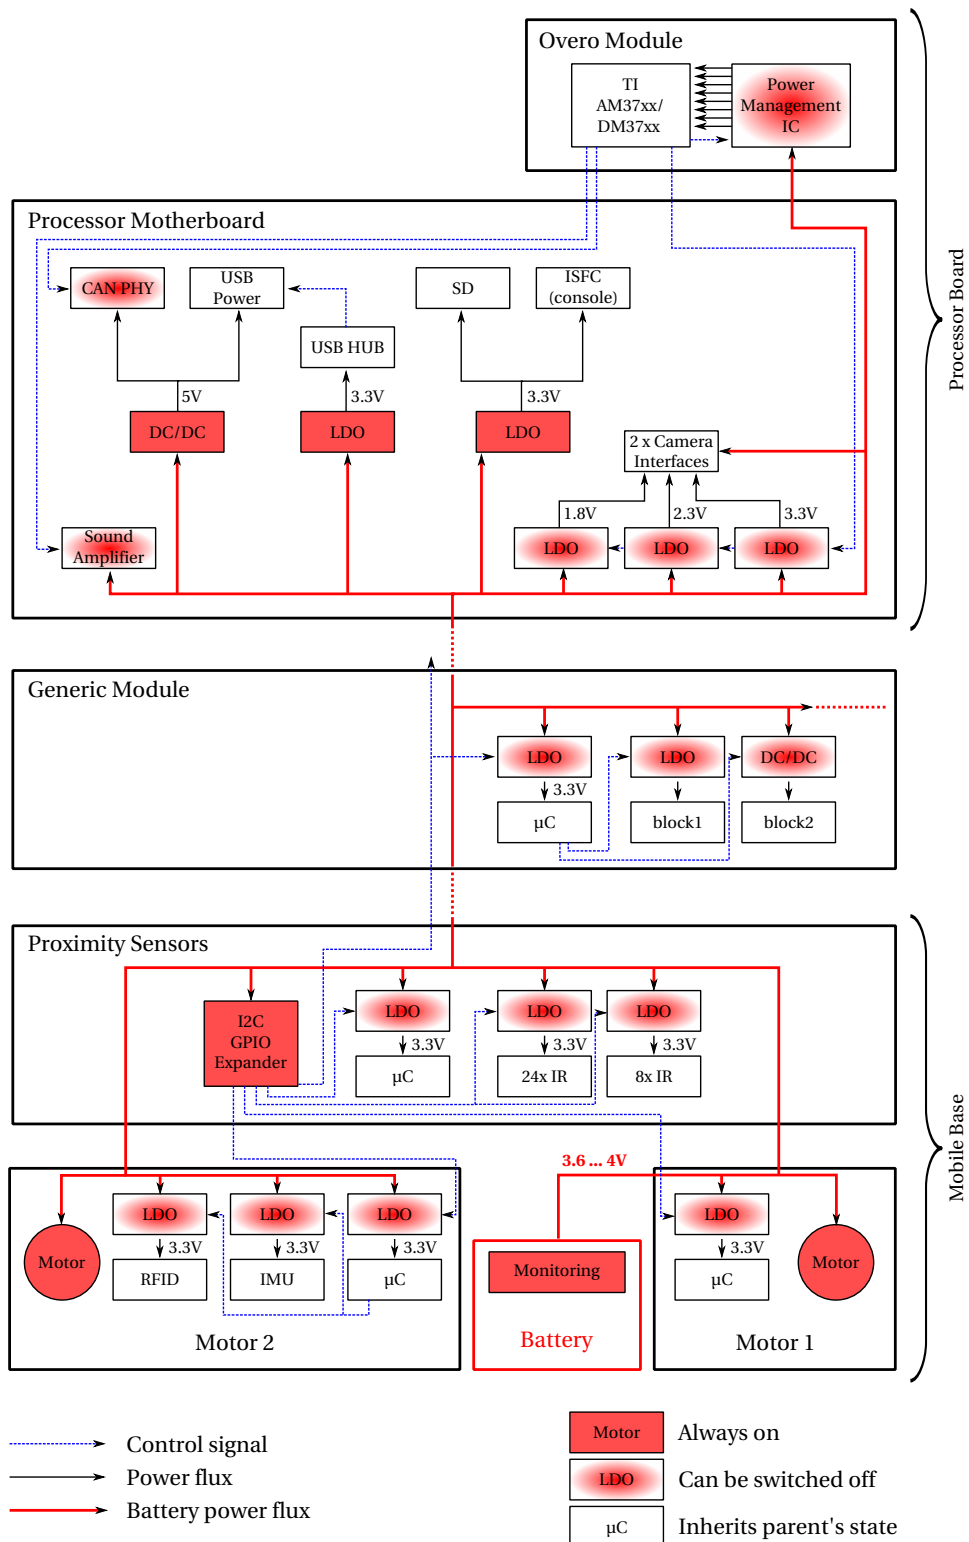 Overo Module
TI
AM37xx/
DM37xx
Power
Management
IC
Processor Motherboard
CAN PHY
USB
Power
SD
ISFC
(console)
USB HUB
5V
3.3V
3.3V
DC/DC
LDO
LDO
2 x Camera
Interfaces
1.8V
2.3V
3.3V
Sound
Amplifier
LDO
LDO
LDO
Processor Board
Generic Module
LDO
LDO
DC/DC
3.3V
µC
block1
block2
Proximity Sensors
I2C
GPIO
Expander
LDO
LDO
LDO
3.3V
3.3V
3.3V
µC
24x IR
8x IR
Mobile Base
3.6 ... 4V
LDO
LDO
LDO
LDO
Motor
3.3V
3.3V
3.3V
3.3V
Motor
RFID
IMU
µC
Monitoring
µC
Motor 2
Battery
Motor 1
Control signal
Power flux
Battery power flux
Motor
Always on
LDO
Can be switched off
µC
Inherits parent's state